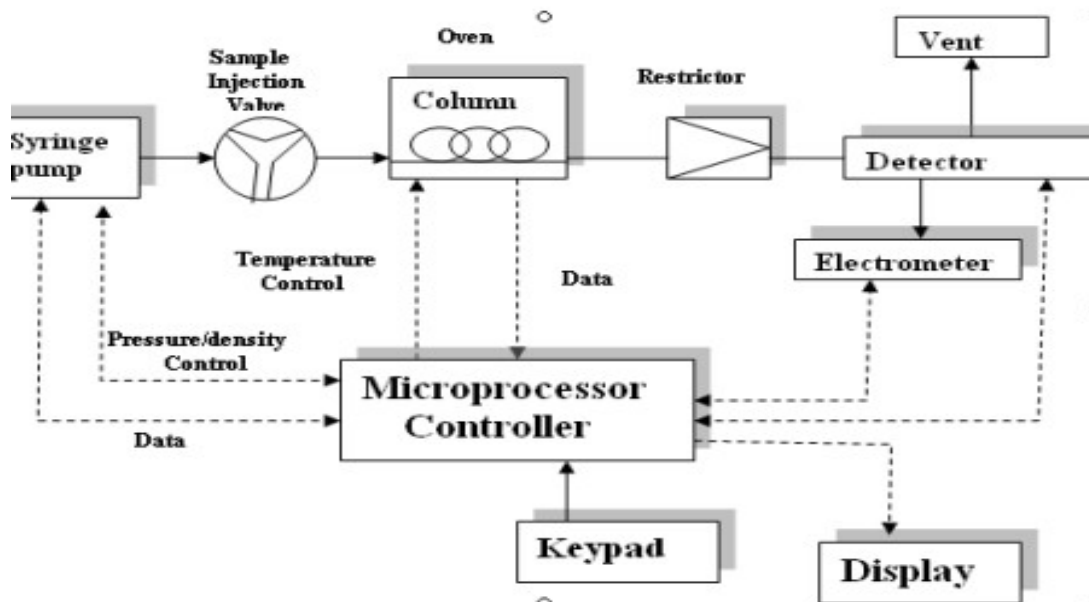 Oven
Vent
Sample
Injection
Valve
Restrictor
Column
Syringe
pump
Detector
Temperature
Control
Data
Electrometer
Pressure/density
Control
Microprocessor
Controller
Data
Keypad
Display